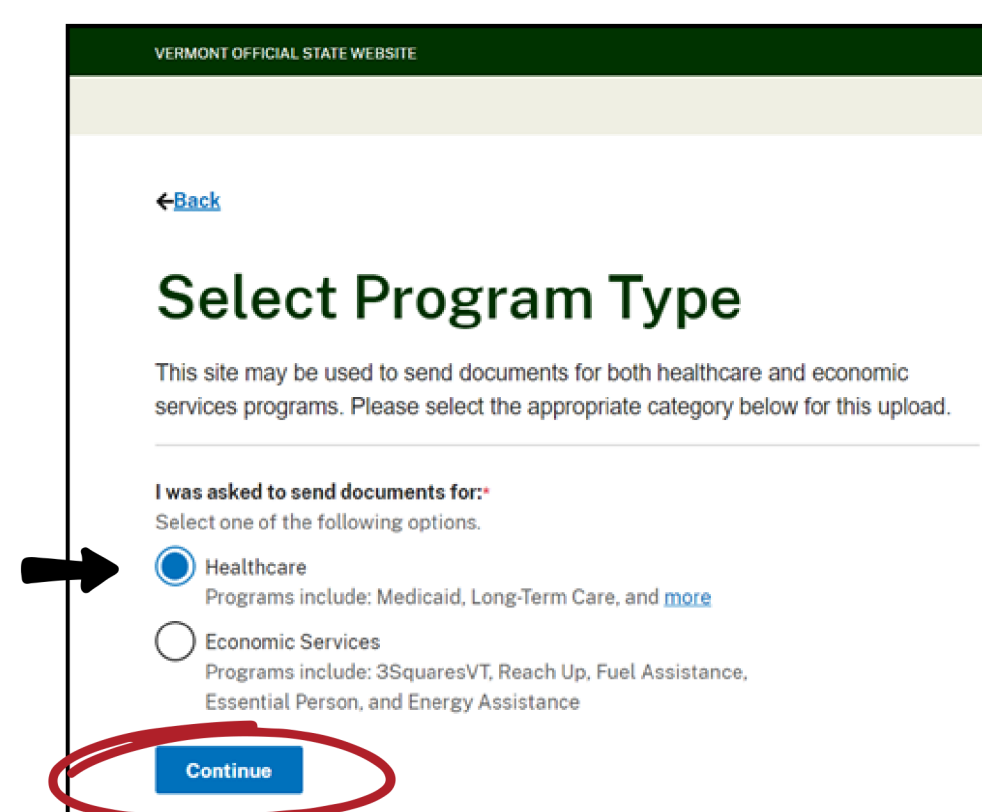 VERMONT OFFICIAL STATE WEBSITE
←Back
Select Program Type
This site may be used to send documents for both healthcare and economic
services programs. Please select the appropriate category below for this upload.
I was asked to send documents for:*
Select one of the following options.
Healthcare
Programs include: Medicaid, Long-Term Care, and more
Economic Services
Programs include: 3SquaresVT, Reach Up, Fuel Assistance,
Essential Person, and Energy Assistance
Continue